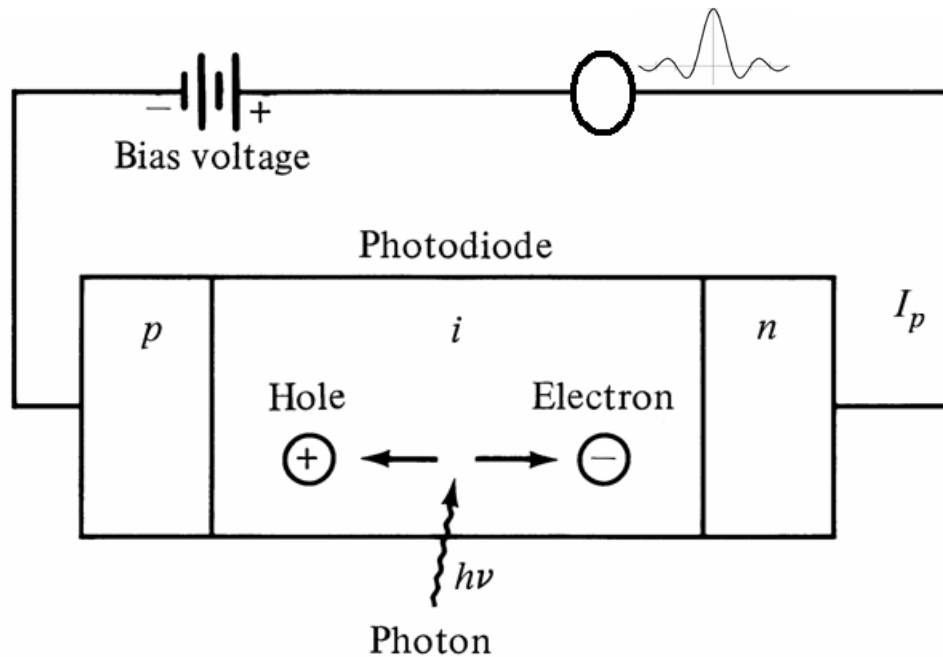 − +
Bias voltage
Photodiode
p i n I_p
Hole Electron
+ −
hν
Photon